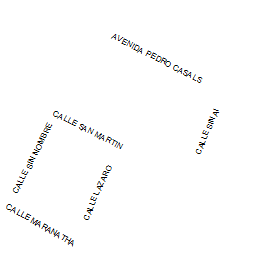 AVENIDA PEDRO CASALS
CALLE SINAI
CALLE SAN MARTIN
CALLE SIN NOMBRE
CALLE LAZARO
CALLE MARANATHA